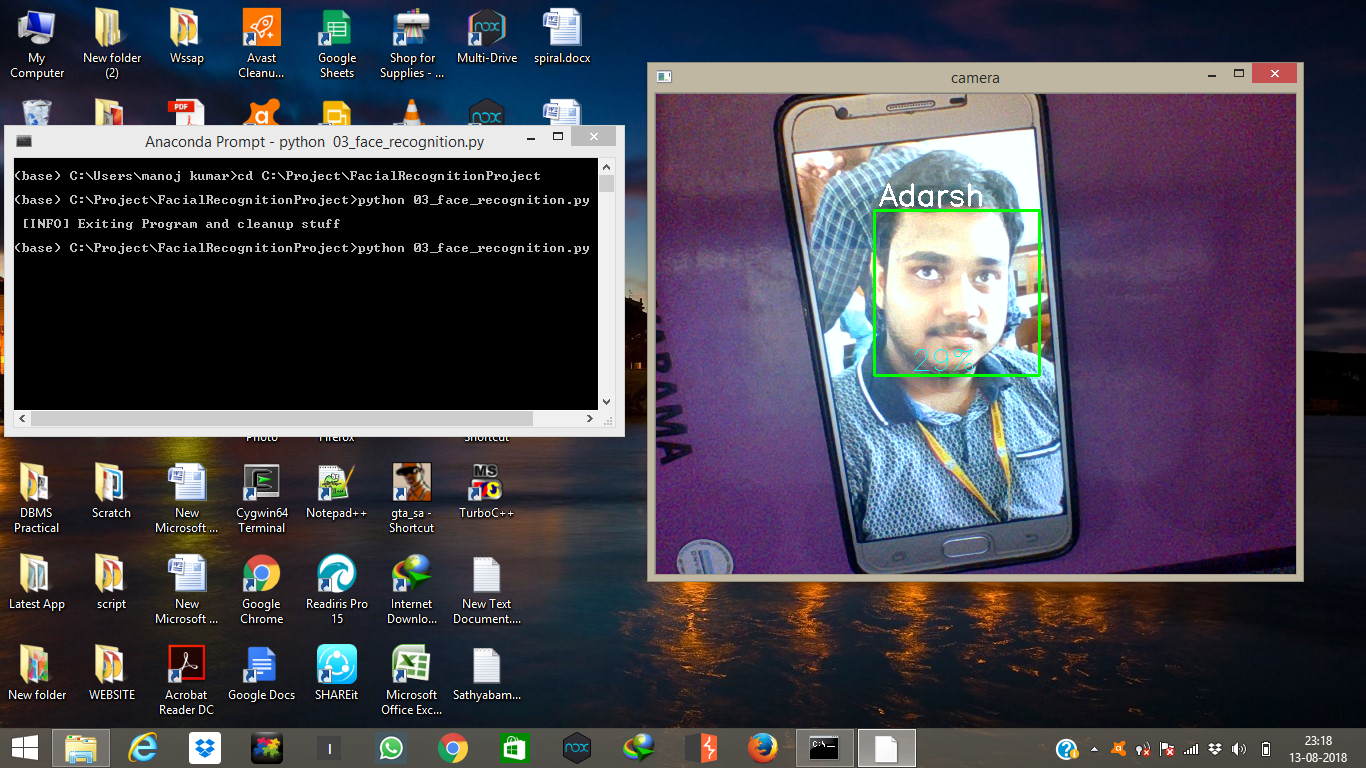 My
Computer
New folder
(2)
Wssap
Avast
Cleanu...
Google
Sheets
Shop for
Supplies - ...
Multi-Drive
spiral.docx
nox
PDF
Anaconda Prompt - python 03_face_recognition.py
(base) C:\Users\manoj kumar>cd C:\Project\FacialRecognitionProject
(base) C:\Project\FacialRecognitionProject>python 03_face_recognition.py
[INFO] Exiting Program and cleanup stuff
(base) C:\Project\FacialRecognitionProject>python 03_face_recognition.py
camera
Adarsh
29%
Photo
Firefox
Shortcut
DBMS
Practical
Scratch
New
Microsoft ...
Cygwin64
Terminal
Notepad++
gta_sa -
Shortcut
MS
TurboC++
Latest App
script
New
Microsoft ...
Google
Chrome
Readiris Pro
15
Internet
Downlo...
New Text
Document....
New folder
WEBSITE
Acrobat
Reader DC
Google Docs
SHAREit
Microsoft
Office Exc...
Sathyabam...
I
nox
C:\_
23:18
13-08-2018